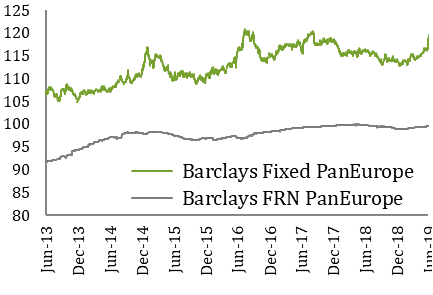 125
120
115
110
105
100
95
90
85
80
Barclays Fixed PanEurope
Barclays FRN PanEurope
Jun-13
Dec-13
Jun-14
Dec-14
Jun-15
Dec-15
Jun-16
Dec-16
Jun-17
Dec-17
Jun-18
Dec-18
Jun-19